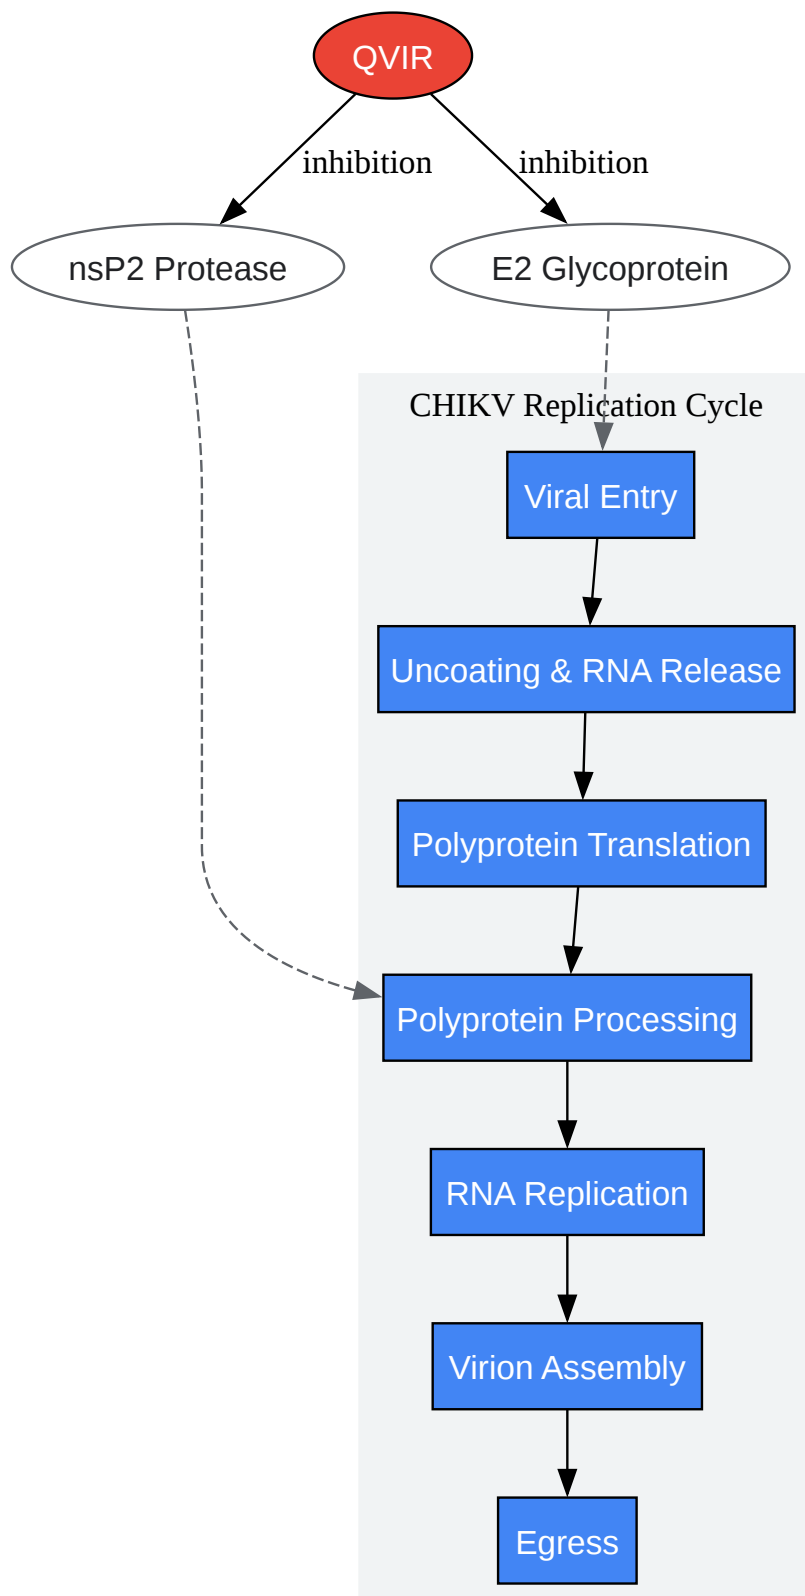 QVIR
inhibition
inhibition
nsP2 Protease
E2 Glycoprotein
CHIKV Replication Cycle
Viral Entry
Uncoating & RNA Release
Polyprotein Translation
Polyprotein Processing
RNA Replication
Virion Assembly
Egress